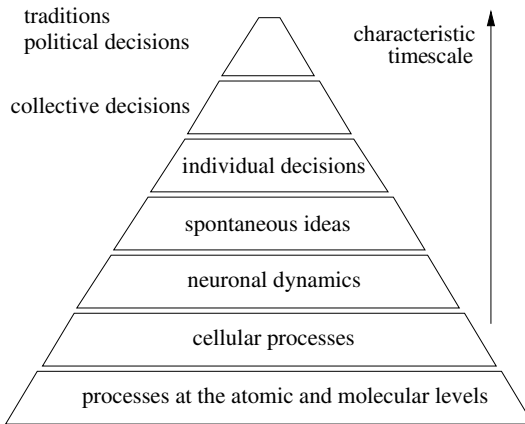 traditions
political decisions
characteristic
timescale
collective decisions
individual decisions
spontaneous ideas
neuronal dynamics
cellular processes
processes at the atomic and molecular levels